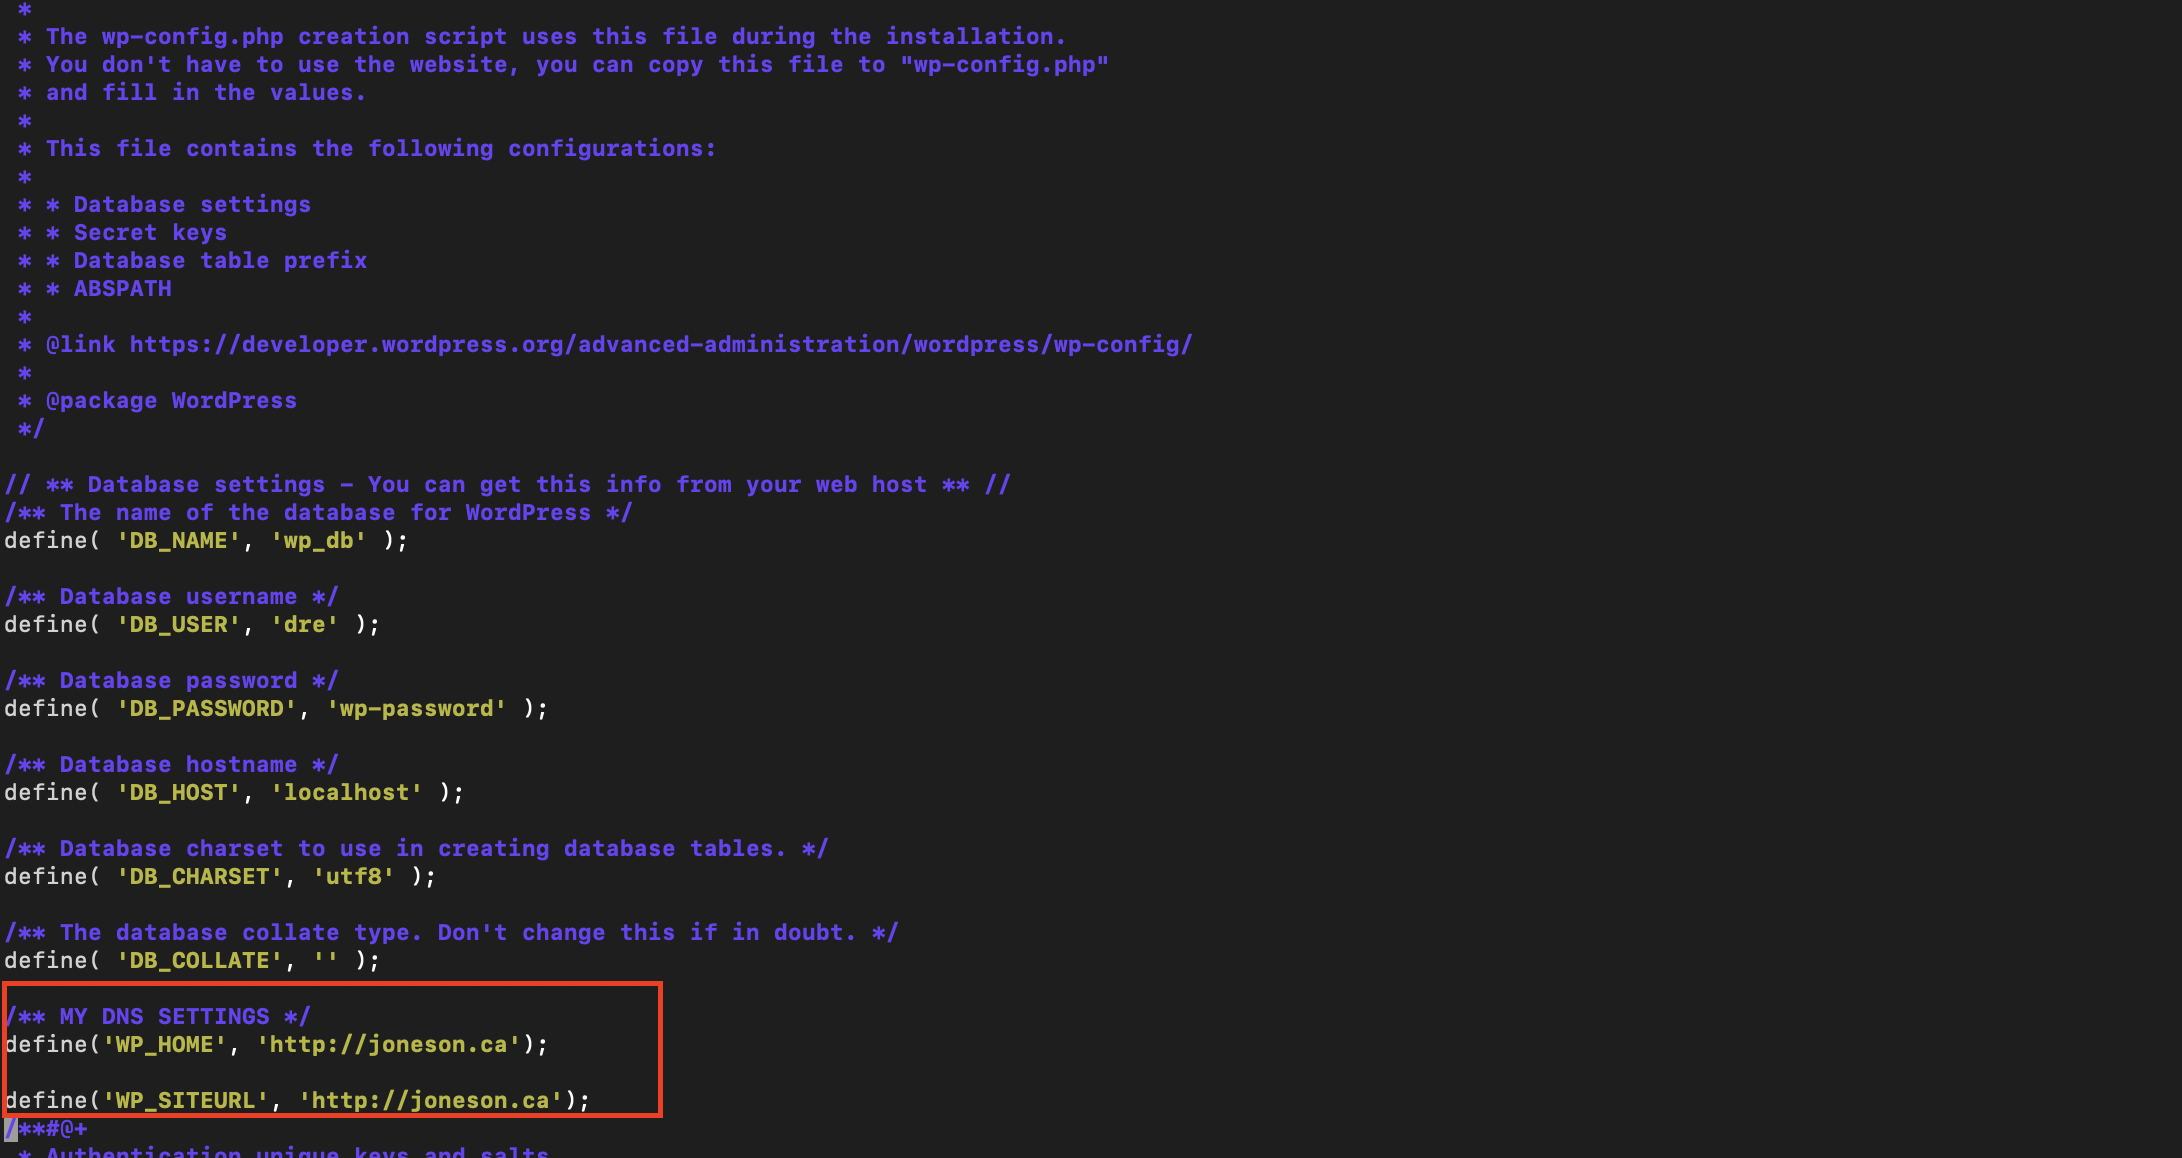 *
* The wp-config.php creation script uses this file during the installation.
* You don't have to use the website, you can copy this file to "wp-config.php"
* and fill in the values.
*
* This file contains the following configurations:
*
* * Database settings
* * Secret keys
* * Database table prefix
* * ABSPATH
*
* @link https://developer.wordpress.org/advanced-administration/wordpress/wp-config/
*
* @package WordPress
*/
// ** Database settings - You can get this info from your web host ** //
/** The name of the database for WordPress */
define( 'DB_NAME', 'wp_db' );
/** Database username */
define( 'DB_USER', 'dre' );
/** Database password */
define( 'DB_PASSWORD', 'wp-password' );
/** Database hostname */
define( 'DB_HOST', 'localhost' );
/** Database charset to use in creating database tables. */
define( 'DB_CHARSET', 'utf8' );
/** The database collate type. Don't change this if in doubt. */
define( 'DB_COLLATE', '' );
/** MY DNS SETTINGS */
define('WP_HOME', 'http://joneson.ca');
define('WP_SITEURL', 'http://joneson.ca');
/**#@+
* Authentication unique keys and salts